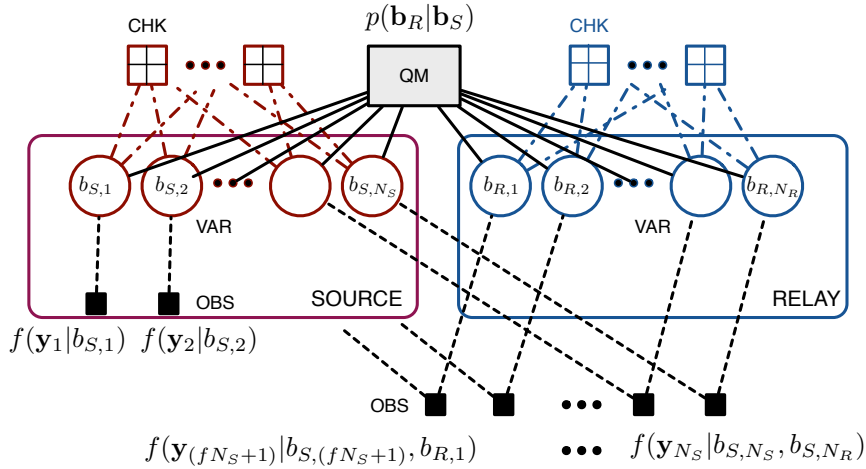 p(𝐛_R|𝐛_S)
CHK CHK
QM
b_{S,1} b_{S,2} b_{S,N_S} b_{R,1} b_{R,2} b_{R,N_R}
VAR VAR
OBS SOURCE RELAY
f(𝐲_1|b_{S,1}) f(𝐲_2|b_{S,2})
OBS
f(𝐲_{(fN_S+1)}|b_{S,(fN_S+1)}, b_{R,1}) f(𝐲_{N_S}|b_{S,N_S}, b_{S,N_R})